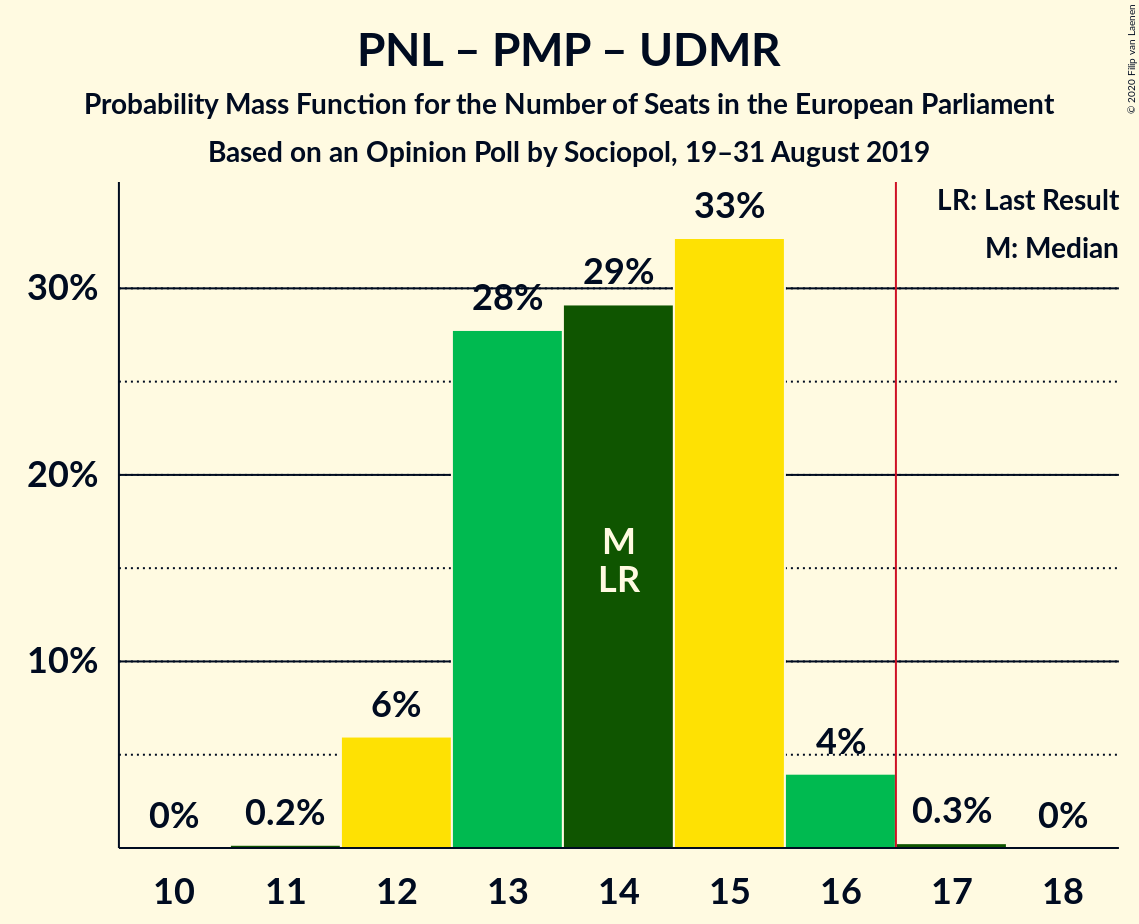 PNL – PMP – UDMR
Probability Mass Function for the Number of Seats in the European Parliament
Based on an Opinion Poll by Sociopol, 19–31 August 2019
© 2020 Filip van Laenen
LR: Last Result
M: Median
30%
20%
10%
0%
0.2%
6%
28%
29%
33%
4%
0.3%
0%
M
LR
10
11
12
13
14
15
16
17
18